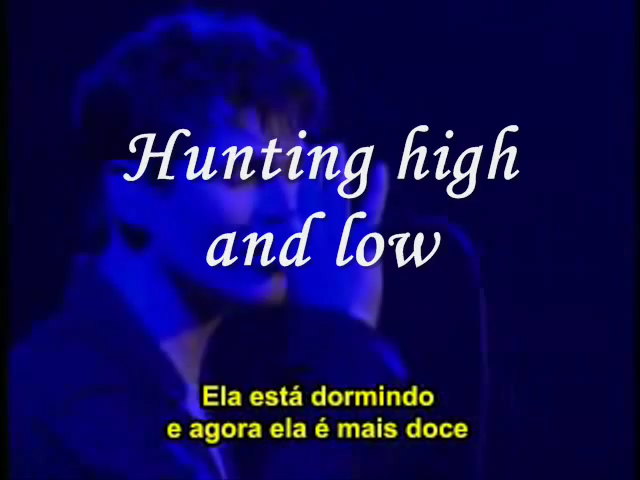 Hunting high
and low
Ela está dormindo
e agora ela é mais doce